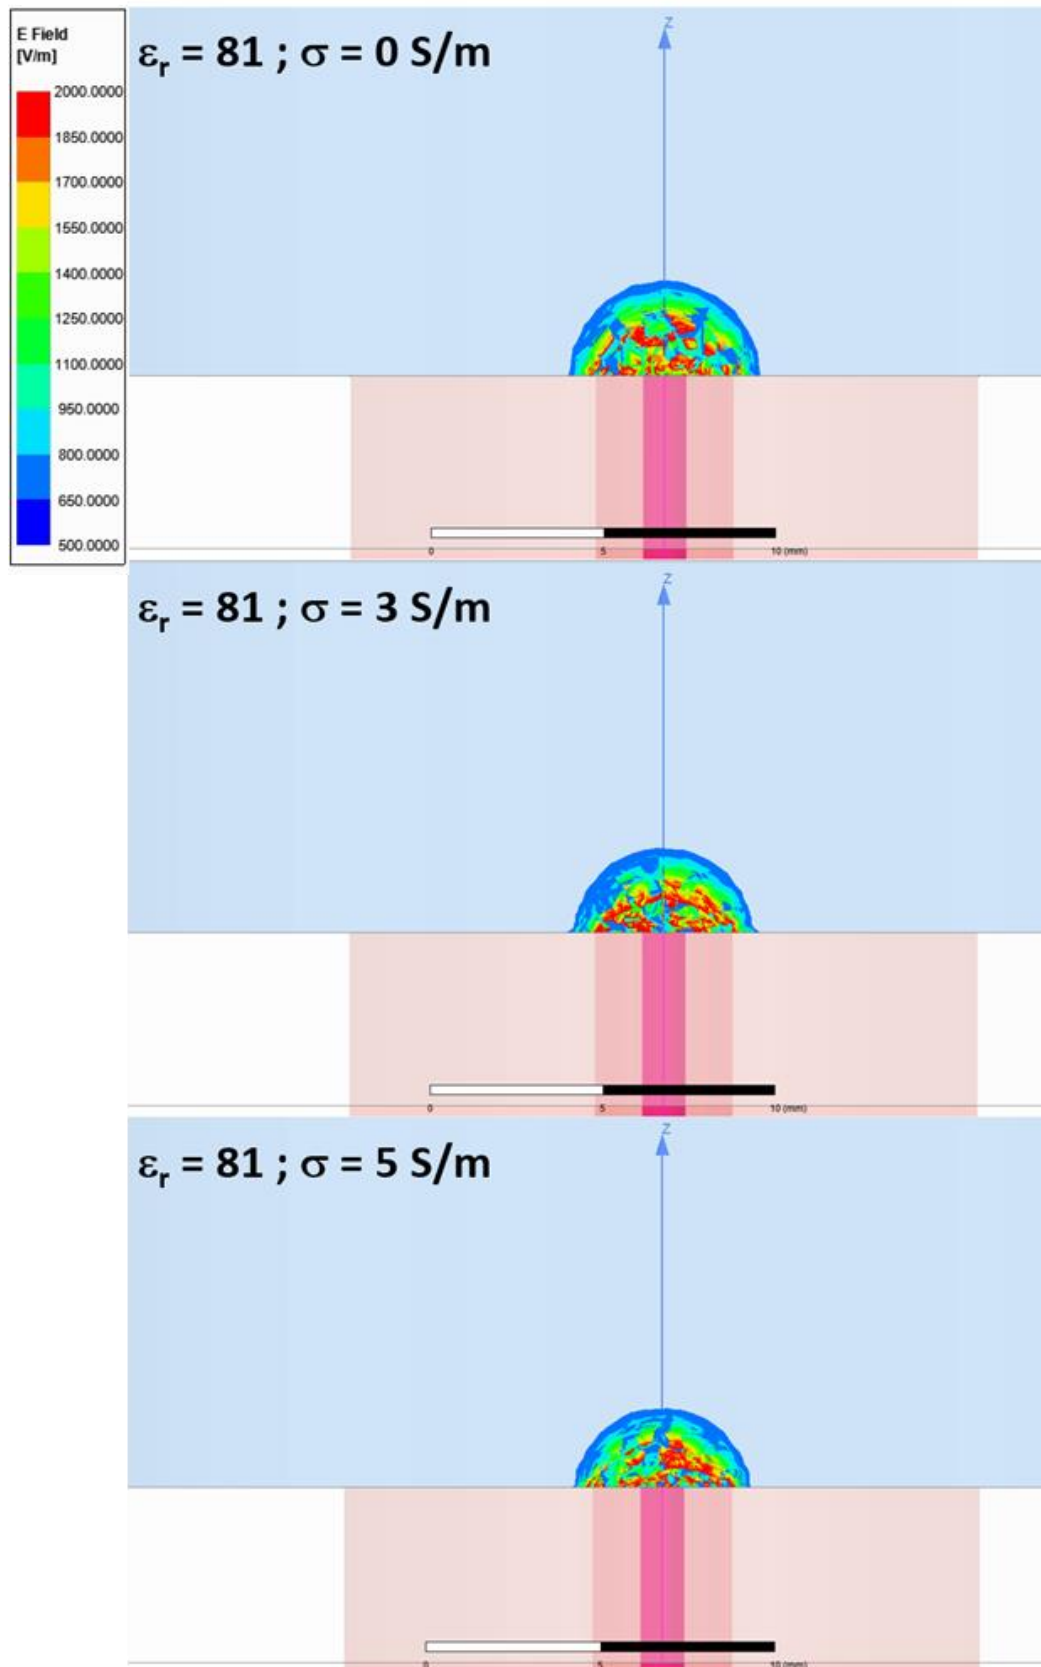 E Field
[V/m]
2000.0000
1850.0000
1700.0000
1550.0000
1400.0000
1250.0000
1100.0000
950.0000
800.0000
650.0000
500.0000
εr = 81 ; σ = 0 S/m
Z
0 5 10 (mm)
εr = 81 ; σ = 3 S/m
Z
0 5 10 (mm)
εr = 81 ; σ = 5 S/m
Z
0 5 10 (mm)